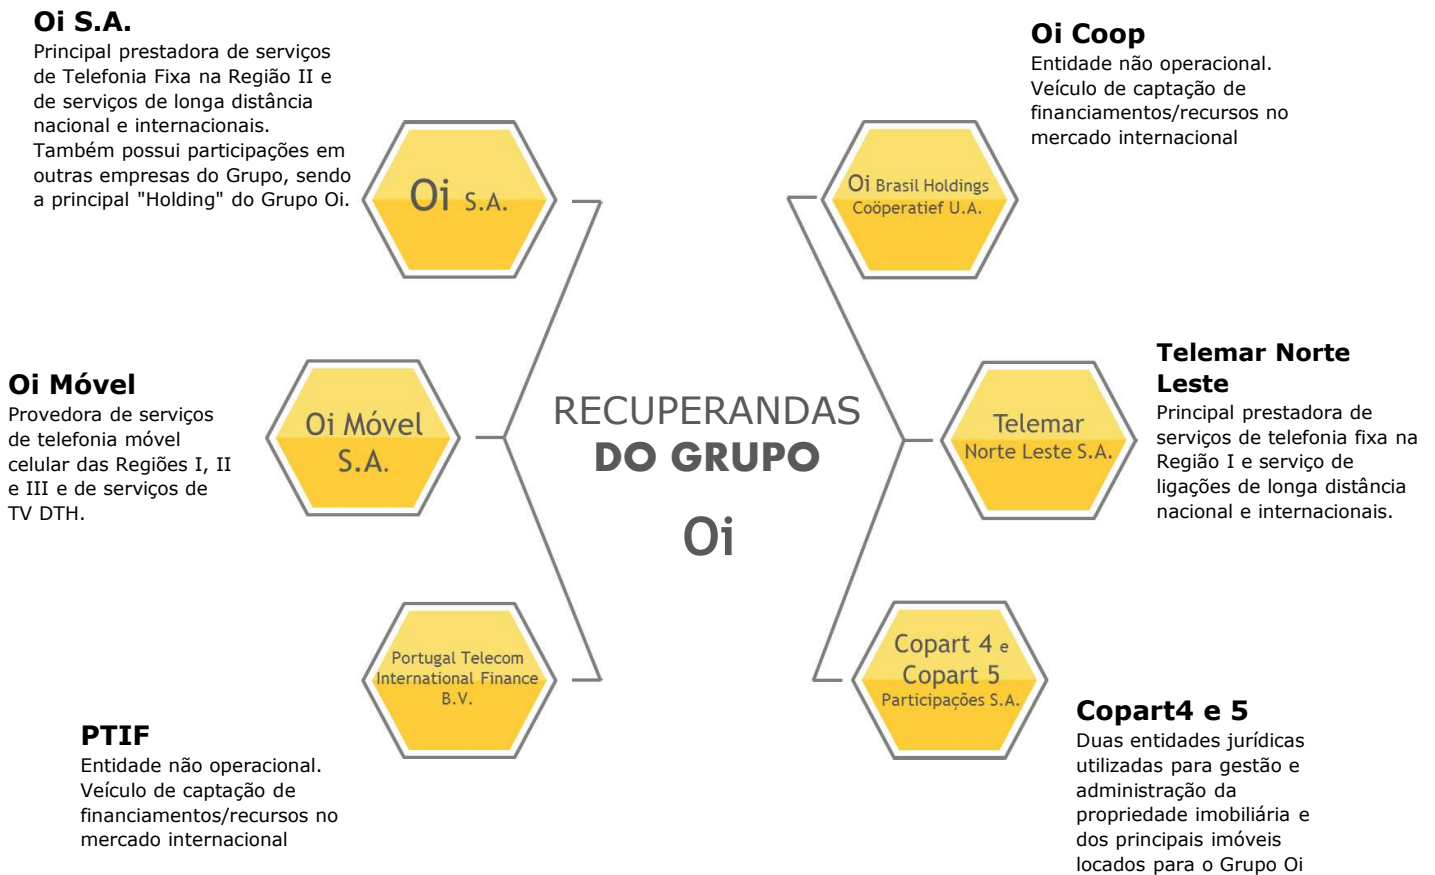 Oi S.A.
Principal prestadora de serviços
de Telefonia Fixa na Região II e
de serviços de longa distância
nacional e internacionais.
Também possui participações em
outras empresas do Grupo, sendo
a principal "Holding" do Grupo Oi.
Oi S.A.
Oi Coop
Entidade não operacional.
Veículo de captação de
financiamentos/recursos no
mercado internacional
Oi Brasil Holdings
Coöperatief U.A.
Oi Móvel
Provedora de serviços
de telefonia móvel
celular das Regiões I, II
e III e de serviços de
TV DTH.
Oi Móvel
S.A.
RECUPERANDAS
DO GRUPO
Oi
Telemar
Norte Leste S.A.
Telemar Norte
Leste
Principal prestadora de
serviços de telefonia fixa na
Região I e serviço de
ligações de longa distância
nacional e internacionais.
Portugal Telecom
International Finance
B.V.
PTIF
Entidade não operacional.
Veículo de captação de
financiamentos/recursos no
mercado internacional
Copart 4 e
Copart 5
Participações S.A.
Copart4 e 5
Duas entidades jurídicas
utilizadas para gestão e
administração da
propriedade imobiliária e
dos principais imóveis
locados para o Grupo Oi